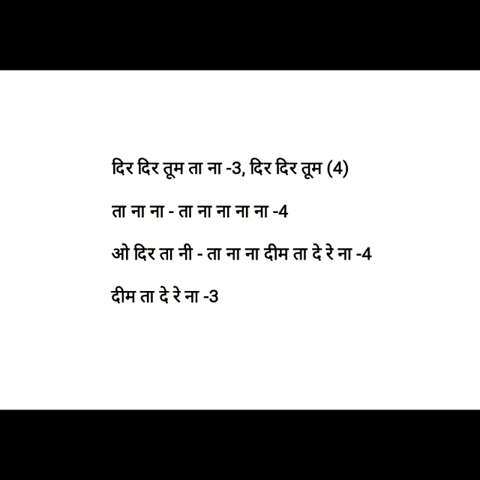 दिर दिर तूम ता ना -3, दिर दिर तूम (4)
ता ना ना - ता ना ना ना ना -4
ओ दिर ता नी - ता ना ना दीम ता दे रे ना -4
दीम ता दे रे ना -3